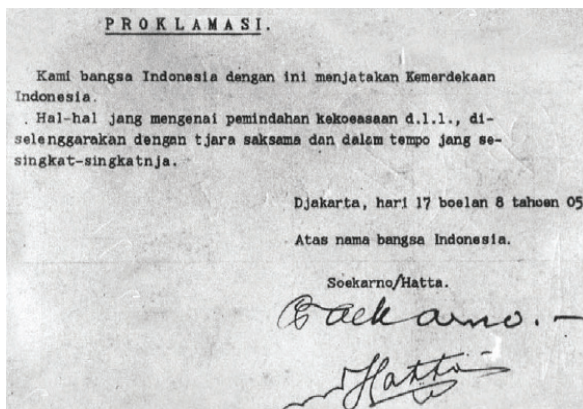 PROKLAMASI.
Kami bangsa Indonesia dengan ini menjatakan Kemerdekaan
Indonesia.
Hal-hal jang mengenai pemindahan kekoeasaan d.l.l., di-
selenggarakan dengan tjara saksama dan dalam tempo jang se-
singkat-singkatnja.
Djakarta, hari 17 boelan 8 tahoen 05
Atas nama bangsa Indonesia.
Soekarno/Hatta.
Soekarno.-
Hatta